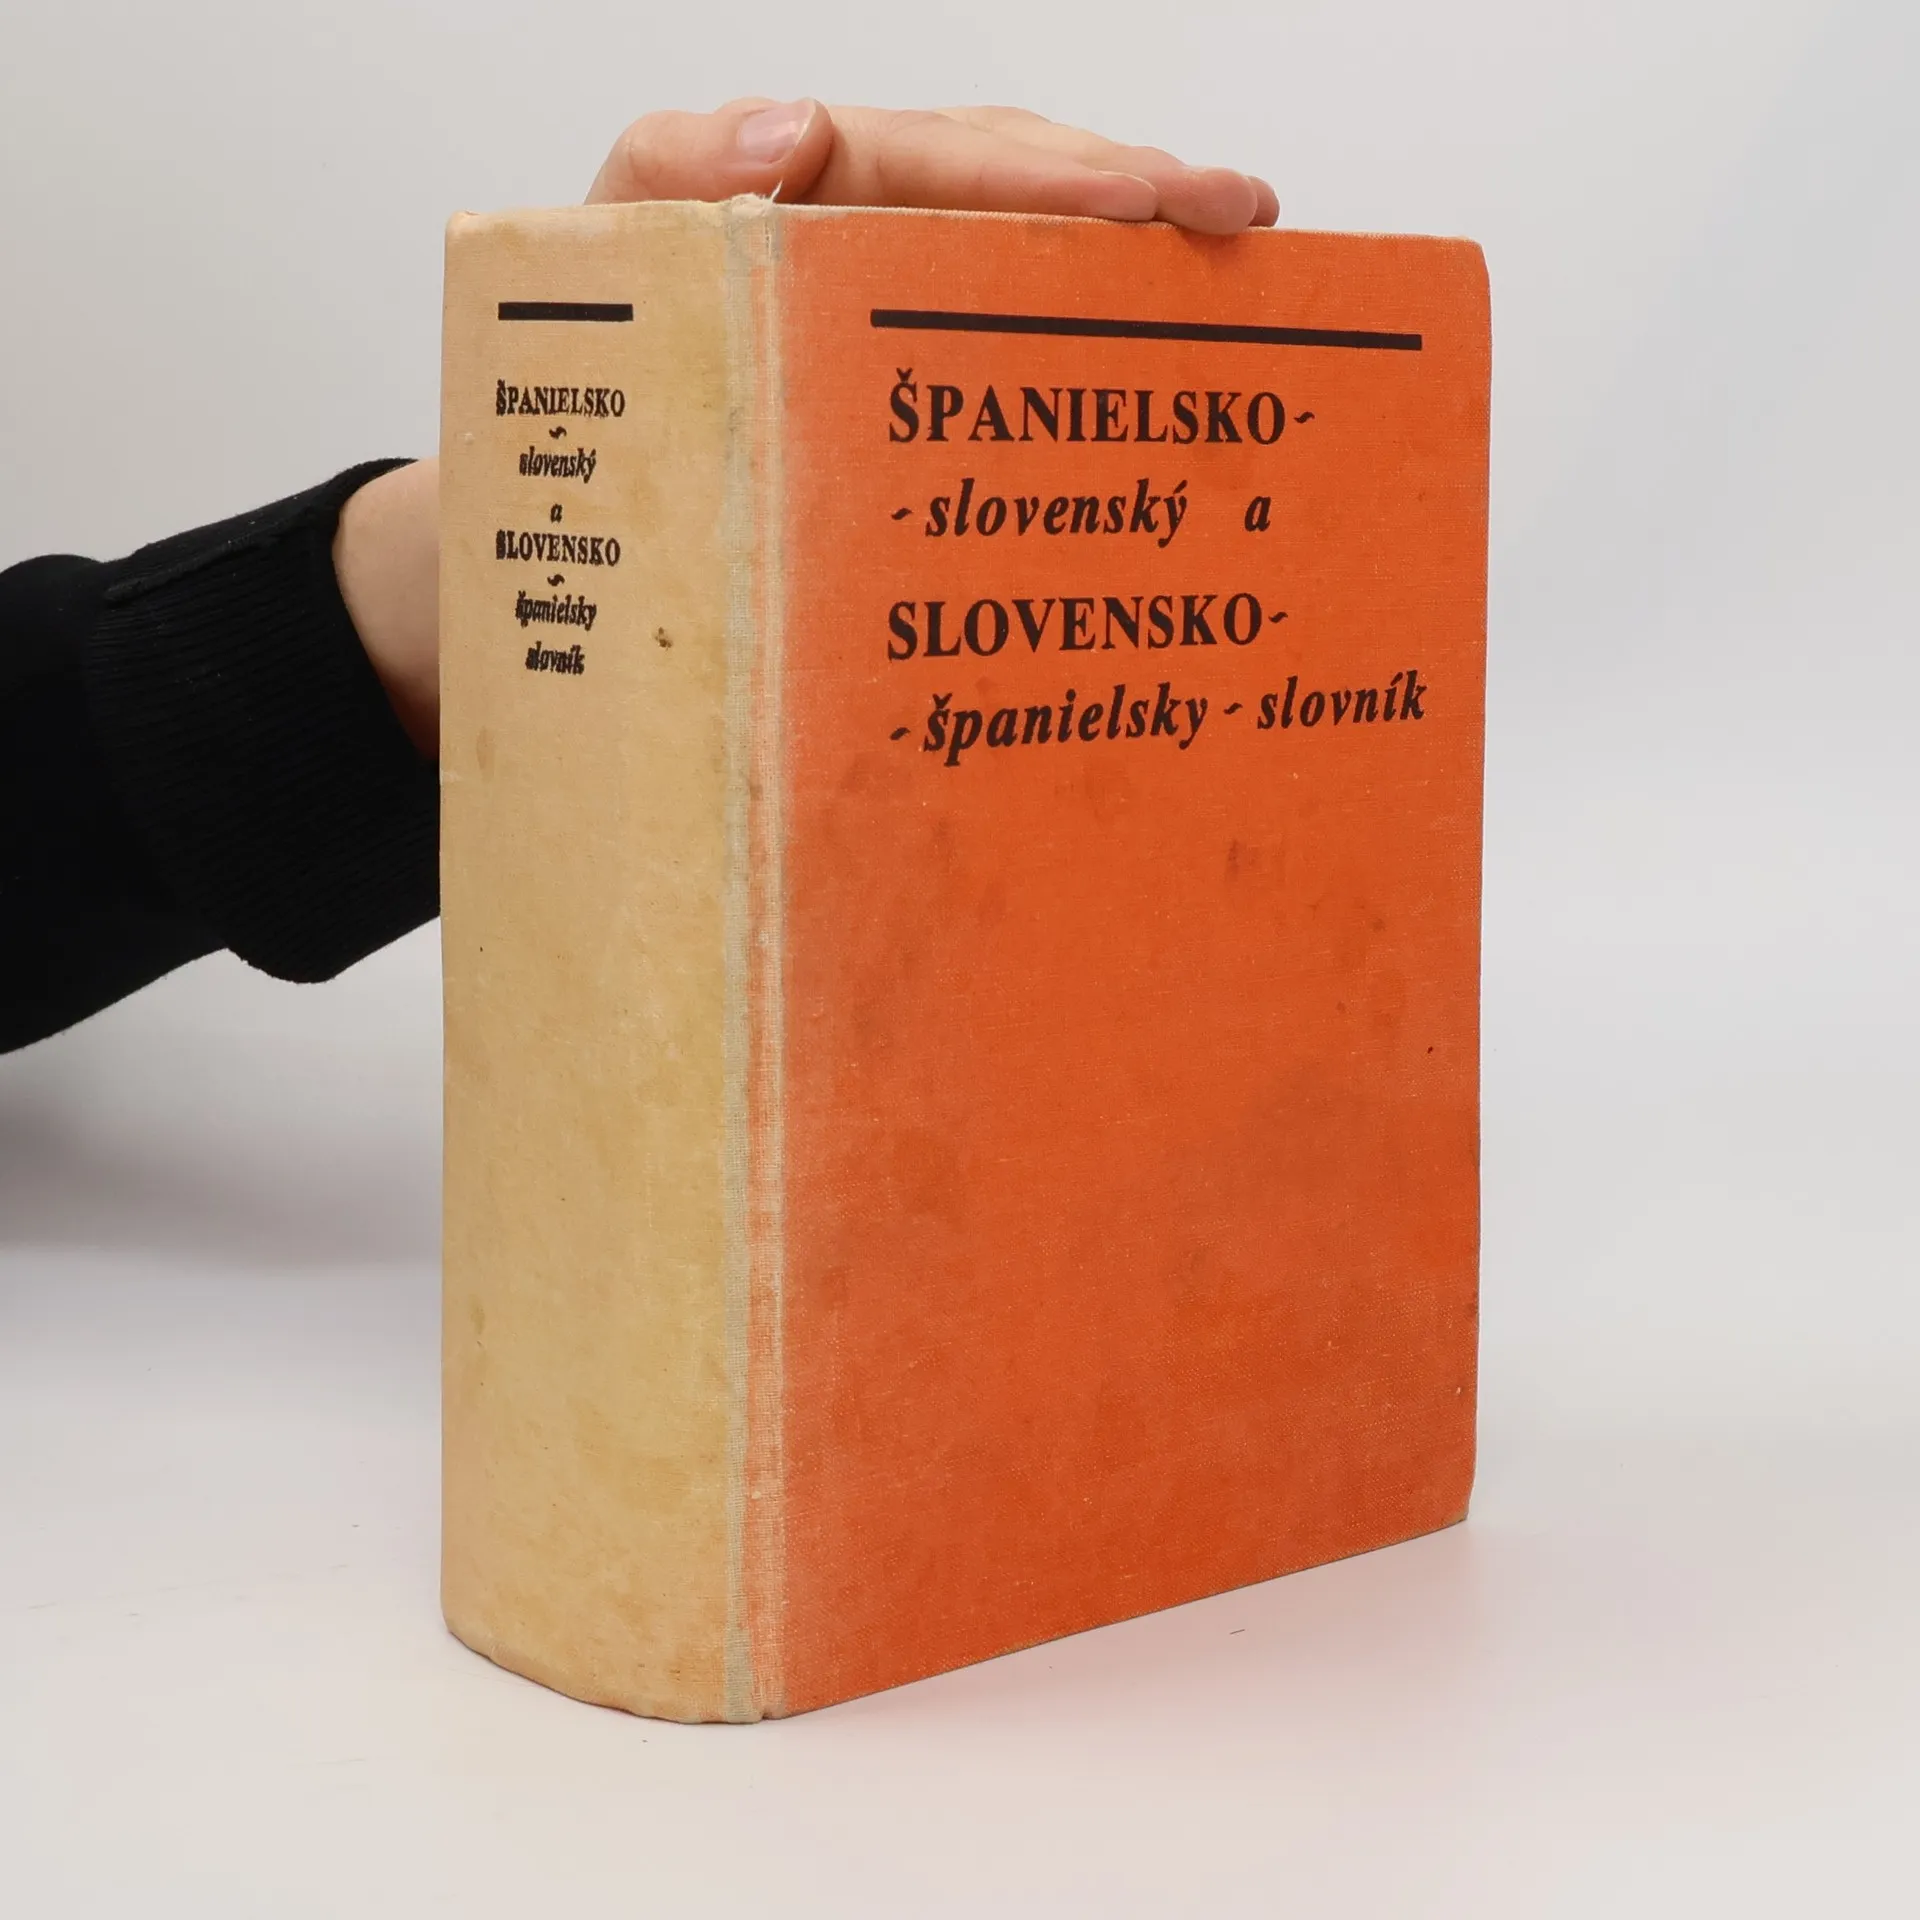 ŠPANIELSKO
-
slovenský
a
SLOVENSKO
-
španielsky
slovník
ŠPANIELSKO-
-slovenský a
SLOVENSKO-
-španielsky-slovník